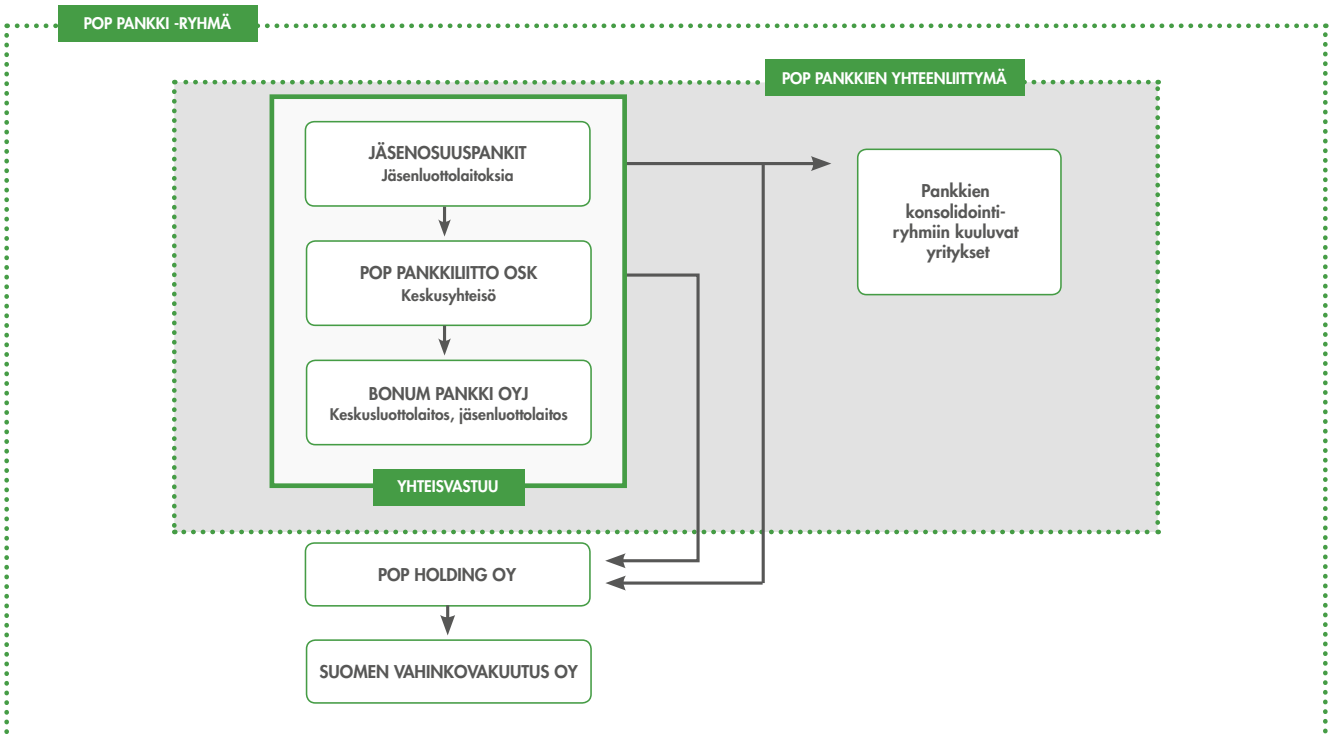 POP PANKKI -RYHMÄ
POP PANKKIEN YHTEENLIITTYMÄ
JÄSENOSUUSPANKIT
Jäsenluottolaitoksia
Pankkien
konsolidointi-
ryhmiin kuuluvat
yritykset
POP PANKKILIITTO OSK
Keskusyhteisö
BONUM PANKKI OYJ
Keskusluottolaitos, jäsenluottolaitos
YHTEISVASTUU
POP HOLDING OY
SUOMEN VAHINKOVAKUUTUS OY